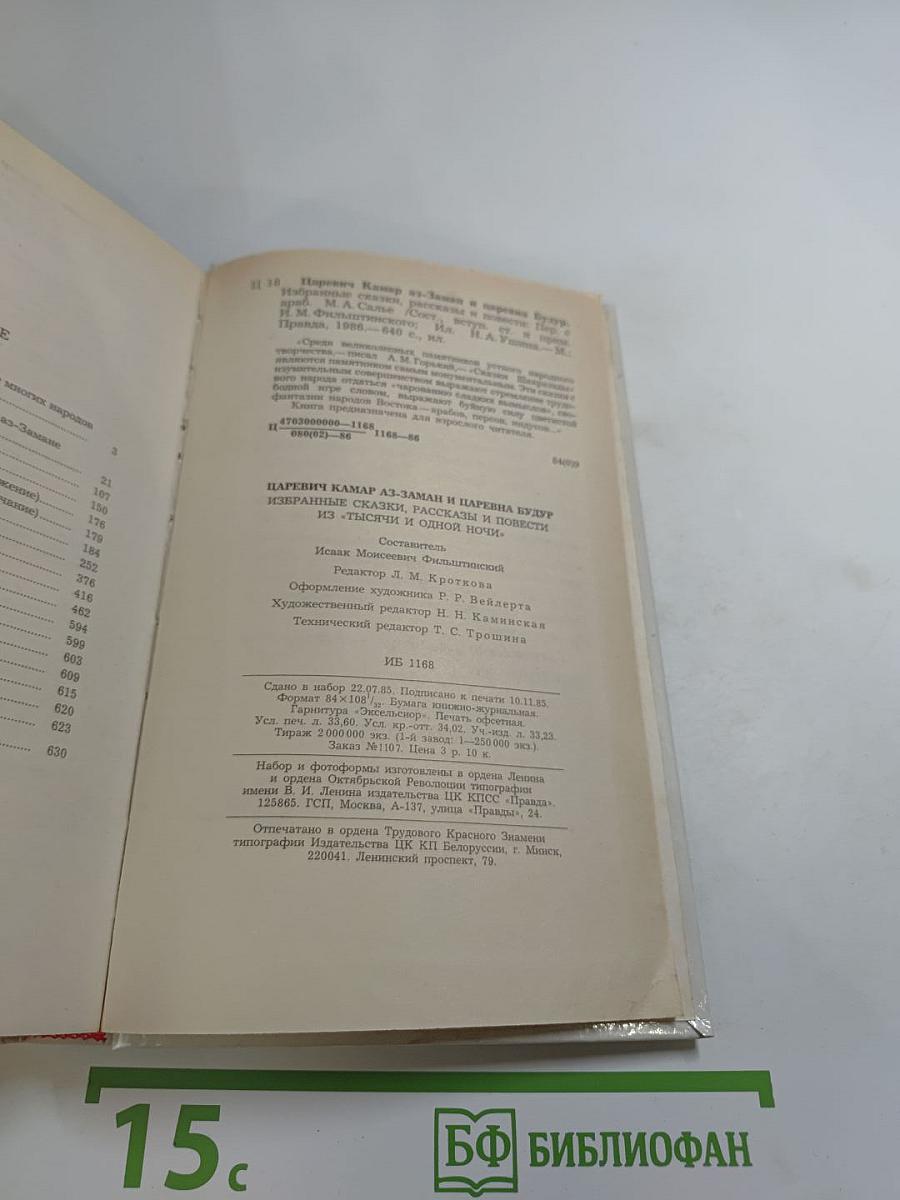 Е
многих народов
3
аз-Замане
21
107
жение)
150
чание)
176
179
184
252
376
416
462
594
599
603
609
615
620
623
630
Царевич Камар аз-Заман и царевна Будур.
Избранные сказки, рассказы и повести: Пер. с
араб. М. А. Салье /Сост., вступ. ст. и прим.
И. М. Фильштинского; Ил. Н. А. Ушина.— М.:
Правда, 1986.— 640 с., ил.
«Среди великолепных памятников устного народного
творчества,— писал А. М. Горький,— «Сказки Шахразады»
являются памятником самым монументальным. Эти сказки с
изумительным совершенством выражают стремление трудо-
вого народа отдаться «чарованию сладких вымыслов», сво-
бодной игре словом, выражают буйную силу цветистой
фантазии народов Востока — арабов, персов, индусов...»
Книга предназначена для взрослого читателя.
Ц 4703000000—1168
080(02)—86 1168—86
84(0)9
ЦАРЕВИЧ КАМАР АЗ-ЗАМАН И ЦАРЕВНА БУДУР
ИЗБРАННЫЕ СКАЗКИ, РАССКАЗЫ И ПОВЕСТИ
ИЗ «ТЫСЯЧИ И ОДНОЙ НОЧИ»
Составитель
Исаак Моисеевич Фильштинский
Редактор Л. М. Кроткова
Оформление художника Р. Р. Вейлерта
Художественный редактор Н. Н. Каминская
Технический редактор Т. С. Трошина
ИБ 1168
Сдано в набор 22.07.85. Подписано к печати 10.11.85.
Формат 84×108 1/32. Бумага книжно-журнальная.
Гарнитура «Эксельсиор». Печать офсетная.
Усл. печ. л. 33,60. Усл. кр.-отт. 34,02. Уч.-изд. л. 33,23.
Тираж 2 000 000 экз. (1-й завод: 1—250 000 экз.).
Заказ №1107. Цена 3 р. 10 к.
Набор и фотоформы изготовлены в ордена Ленина
и ордена Октябрьской Революции типографии
имени В. И. Ленина издательства ЦК КПСС «Правда».
125865. ГСП, Москва, А-137, улица «Правды», 24.
Отпечатано в ордена Трудового Красного Знамени
типографии Издательства ЦК КП Белоруссии, г. Минск,
220041. Ленинский проспект, 79.
15 с
БФ БИБЛИОФАН